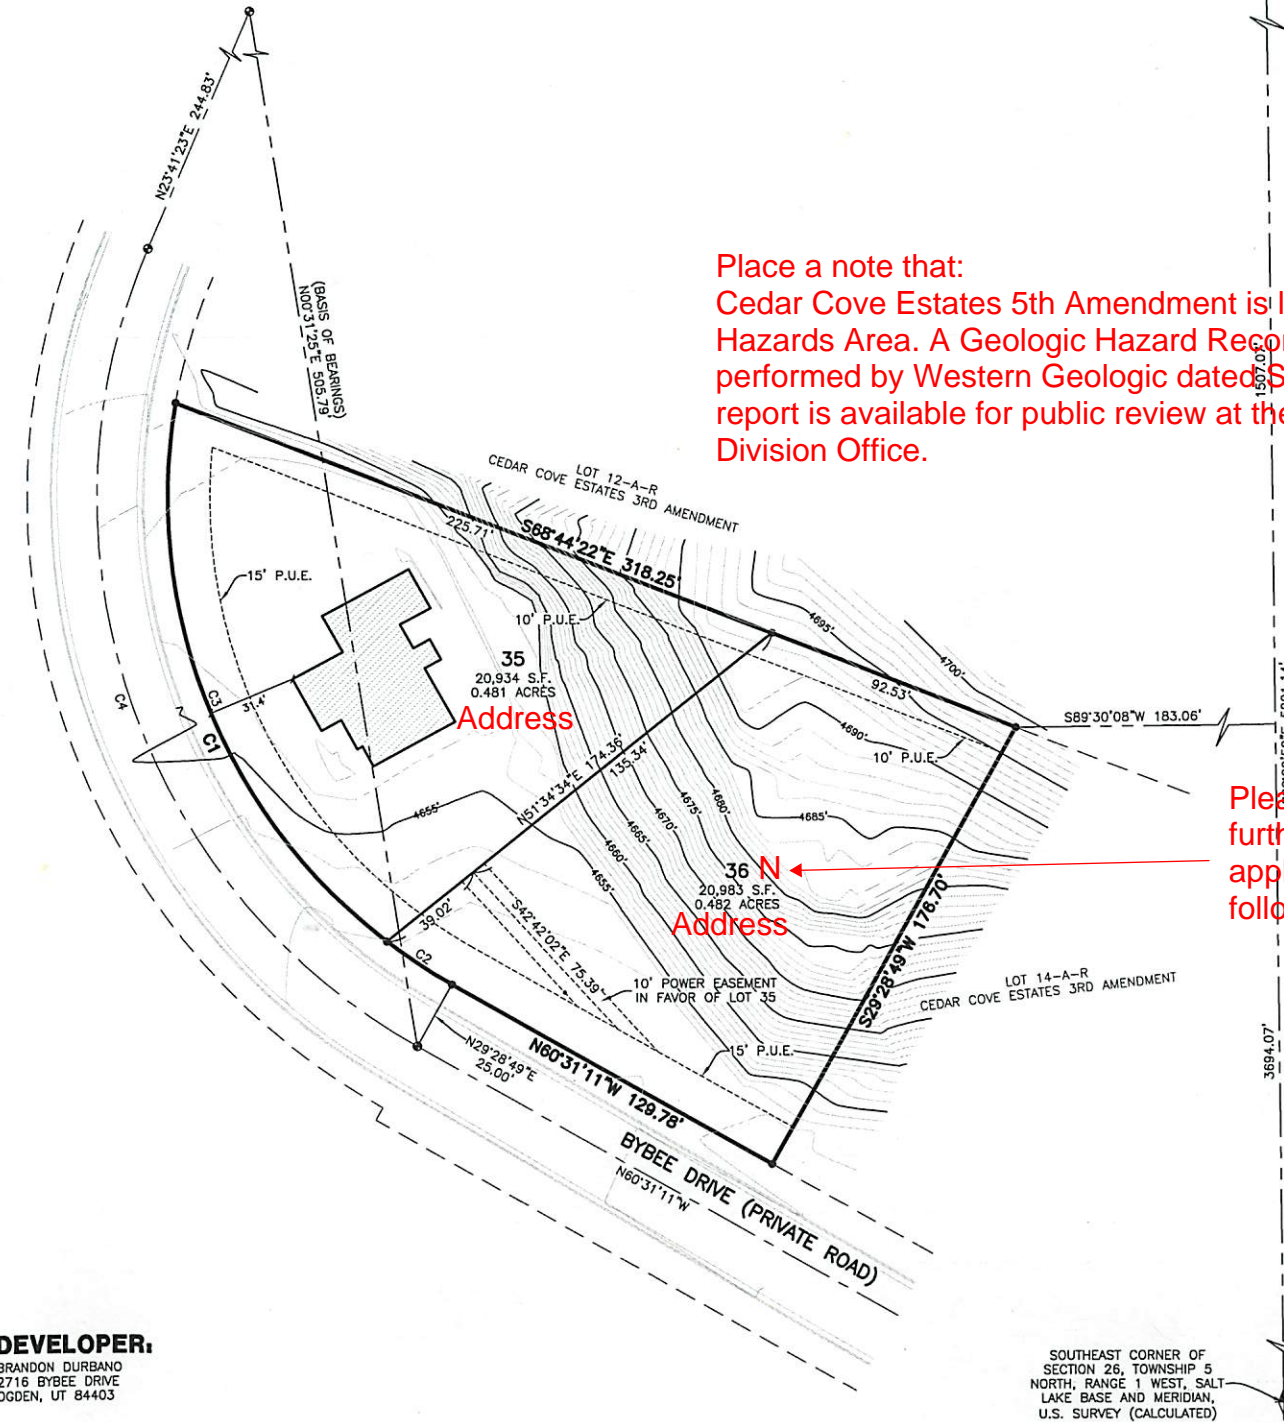 N23°41'23"E 244.83'
(BASIS OF BEARINGS)
N00°31'25"E 505.79'
Place a note that:
Cedar Cove Estates 5th Amendment is
Hazards Area. A Geologic Hazard
performed by Western Geologic dated
report is available for public review at the
Division Office.
1507.07'
LOT 12-A-R
CEDAR COVE ESTATES 3RD AMENDMENT
225.71'
S68°44'22"E 318.25'
15' P.U.E.
10' P.U.E.
35
20,934 S.F.
0.481 ACRES
Address
4695'
4700'
92.53'
S89°30'08"W 183.06'
C3
31.4'
C4
C1
4690'
10' P.U.E.
N51°34'34"E 174.36'
135.34'
4655'
4680'
4675'
4670'
4665'
4660'
4655'
4685'
36 N
20,983 S.F.
0.482 ACRES
Address
39.02'
C2
S42°42'02"E 75.39'
10' POWER EASEMENT
IN FAVOR OF LOT 35
S29°28'49"W 176.70'
LOT 14-A-R
CEDAR COVE ESTATES 3RD AMENDMENT
N29°28'49"E
25.00'
N60°31'11"W 129.78'
15' P.U.E.
3694.07'
BYBEE DRIVE (PRIVATE ROAD)
N60°31'11"W
DEVELOPER:
BRANDON DURBANO
2716 BYBEE DRIVE
OGDEN, UT 84403
SOUTHEAST CORNER OF
SECTION 26, TOWNSHIP 5
NORTH, RANGE 1 WEST, SALT
LAKE BASE AND MERIDIAN,
U.S. SURVEY (CALCULATED)